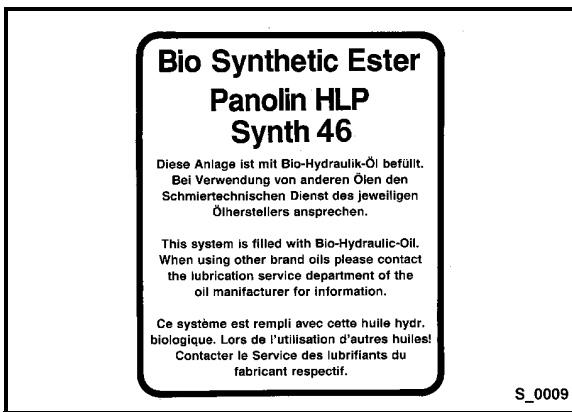 Bio Synthetic Ester
Panolin HLP
Synth 46
Diese Anlage ist mit Bio-Hydraulik-Öl befüllt.
Bei Verwendung von anderen Ölen den
Schmiertechnischen Dienst des jeweiligen
Ölherstellers ansprechen.
This system is filled with Bio-Hydraulic-Oil.
When using other brand oils please contact
the lubrication service department of the
oil manifacturer for information.
Ce système est rempli avec cette huile hydr.
biologique. Lors de l'utilisation d'autres huiles!
Contacter le Service des lubrifiants du
fabricant respectif.
S_0009